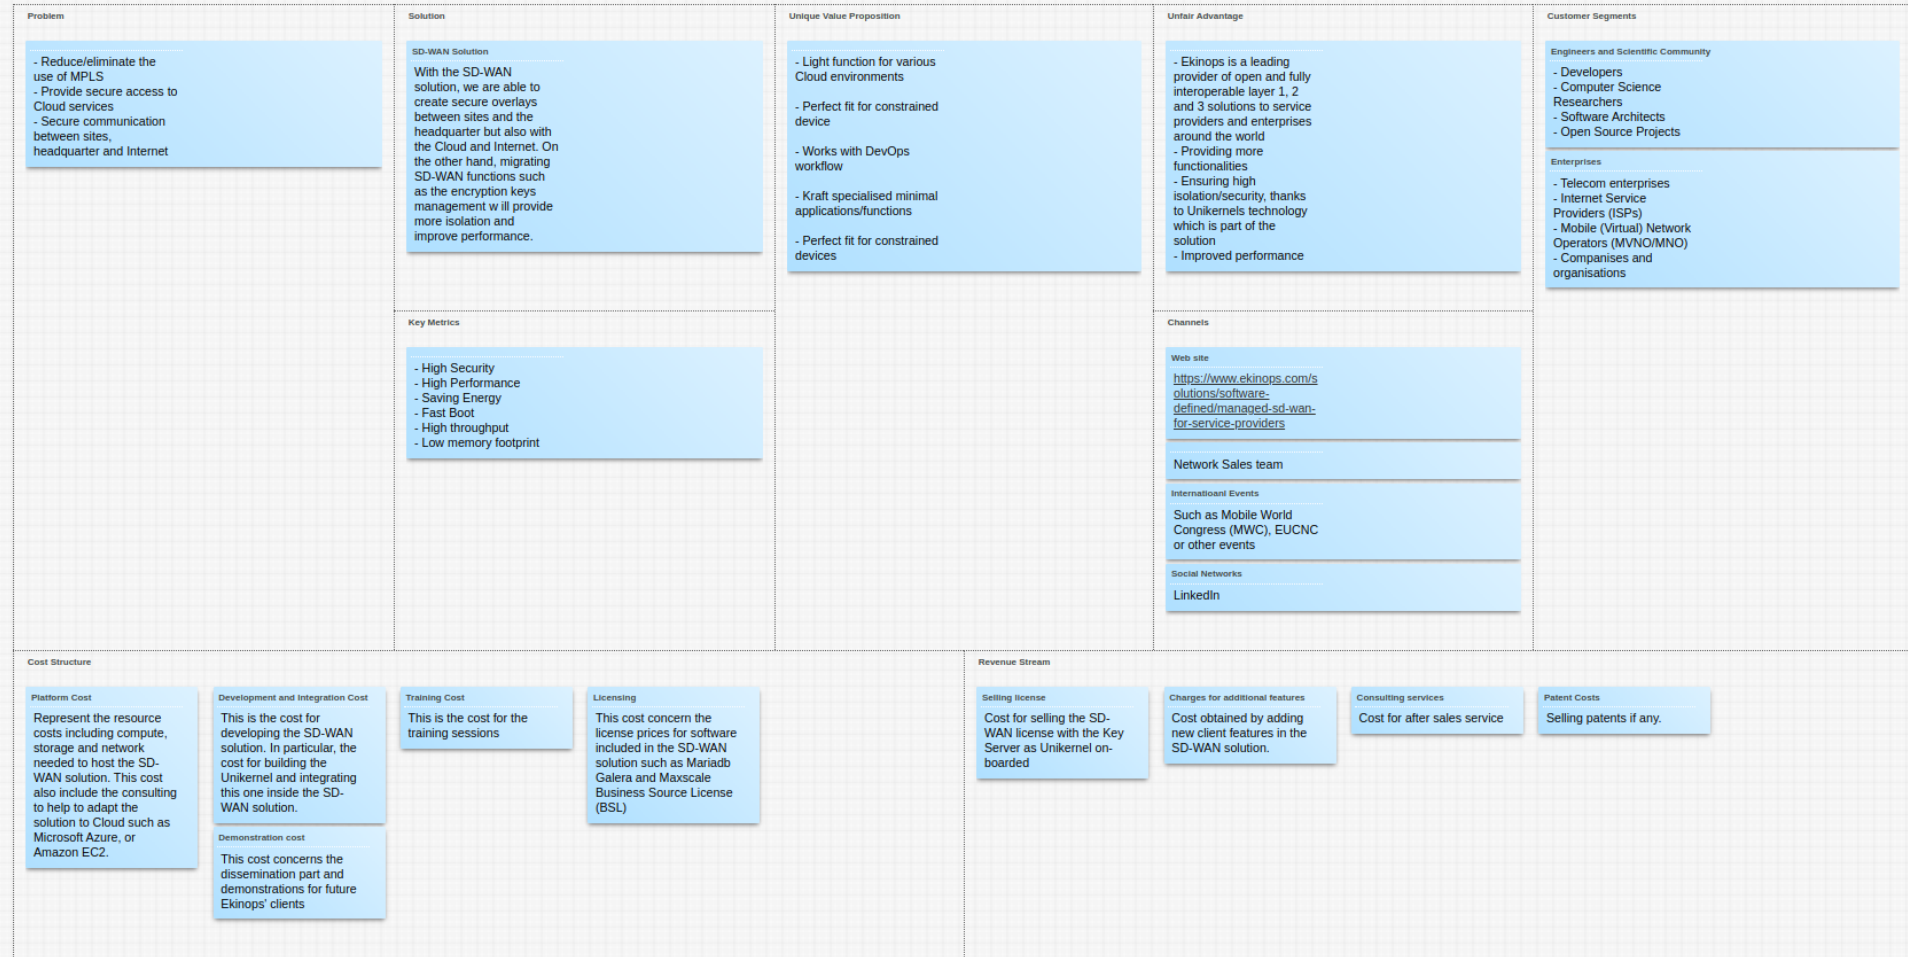 Problem
- Reduce/eliminate the
use of MPLS
- Provide secure access to
Cloud services
- Secure communication
between sites,
headquarter and Internet
Solution
SD-WAN Solution
With the SD-WAN
solution, we are able to
create secure overlays
between sites and the
headquarter but also with
the Cloud and Internet. On
the other hand, migrating
SD-WAN functions such
as the encryption keys
management w ill provide
more isolation and
improve performance.
Key Metrics
- High Security
- High Performance
- Saving Energy
- Fast Boot
- High throughput
- Low memory footprint
Unique Value Proposition
- Light function for various
Cloud environments
- Perfect fit for constrained
device
- Works with DevOps
workflow
- Kraft specialised minimal
applications/functions
- Perfect fit for constrained
devices
Unfair Advantage
- Ekinops is a leading
provider of open and fully
interoperable layer 1, 2
and 3 solutions to service
providers and enterprises
around the world
- Providing more
functionalities
- Ensuring high
isolation/security, thanks
to Unikernels technology
which is part of the
solution
- Improved performance
Channels
Web site
https://www.ekinops.com/s
olutions/software-
defined/managed-sd-wan-
for-service-providers
Network Sales team
Internatioanl Events
Such as Mobile World
Congress (MWC), EUCNC
or other events
Social Networks
LinkedIn
Customer Segments
Engineers and Scientific Community
- Developers
- Computer Science
Researchers
- Software Architects
- Open Source Projects
Enterprises
- Telecom enterprises
- Internet Service
Providers (ISPs)
- Mobile (Virtual) Network
Operators (MVNO/MNO)
- Companises and
organisations
Cost Structure
Platform Cost
Represent the resource
costs including compute,
storage and network
needed to host the SD-
WAN solution. This cost
also include the consulting
to help to adapt the
solution to Cloud such as
Microsoft Azure, or
Amazon EC2.
Development and Integration Cost
This is the cost for
developing the SD-WAN
solution. In particular, the
cost for building the
Unikernel and integrating
this one inside the SD-
WAN solution.
Demonstration cost
This cost concerns the
dissemination part and
demonstrations for future
Ekinops' clients
Training Cost
This is the cost for the
training sessions
Licensing
This cost concern the
license prices for software
included in the SD-WAN
solution such as Mariadb
Galera and Maxscale
Business Source License
(BSL)
Revenue Stream
Selling license
Cost for selling the SD-
WAN license with the Key
Server as Unikernel on-
boarded
Charges for additional features
Cost obtained by adding
new client features in the
SD-WAN solution.
Consulting services
Cost for after sales service
Patent Costs
Selling patents if any.